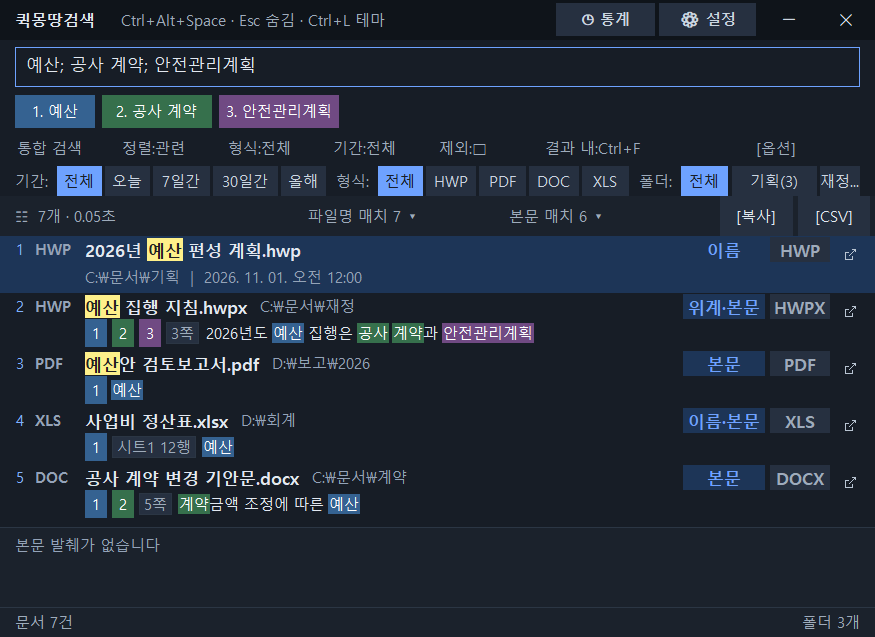 퀵몽땅검색 Ctrl+Alt+Space · Esc 숨김 · Ctrl+L 테마 통계 설정
예산; 공사 계약; 안전관리계획
1. 예산 2. 공사 계약 3. 안전관리계획
통합 검색 정렬:관련 형식:전체 기간:전체 제외:□ 결과 내:Ctrl+F [옵션]
기간: 전체 오늘 7일간 30일간 올해 형식: 전체 HWP PDF DOC XLS 폴더: 전체 기획(3) 재정...
☷ 7개 · 0.05초 파일명 매치 7 ▾ 본문 매치 6 ▾ [복사] [CSV]
1 HWP 2026년 예산 편성 계획.hwp 이름 HWP
C:₩문서₩기획 | 2026. 11. 01. 오전 12:00
2 HWP 예산 집행 지침.hwpx C:₩문서₩재정 위계·본문 HWPX
1 2 3 3쪽 2026년도 예산 집행은 공사 계약과 안전관리계획
3 PDF 예산안 검토보고서.pdf D:₩보고₩2026 본문 PDF
1 예산
4 XLS 사업비 정산표.xlsx D:₩회계 이름·본문 XLS
1 시트1 12행 예산
5 DOC 공사 계약 변경 기안문.docx C:₩문서₩계약 본문 DOCX
1 2 5쪽 계약금액 조정에 따른 예산
본문 발췌가 없습니다
문서 7건 폴더 3개